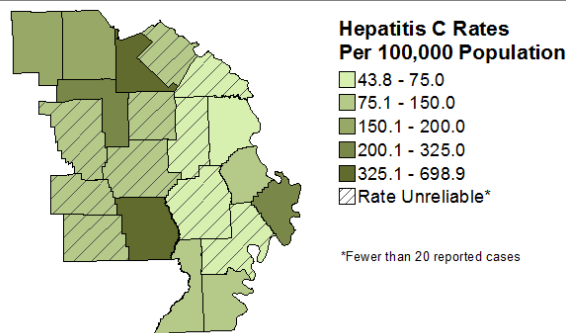 Hepatitis C Rates
Per 100,000 Population
43.8 - 75.0
75.1 - 150.0
150.1 - 200.0
200.1 - 325.0
325.1 - 698.9
Rate Unreliable*
*Fewer than 20 reported cases